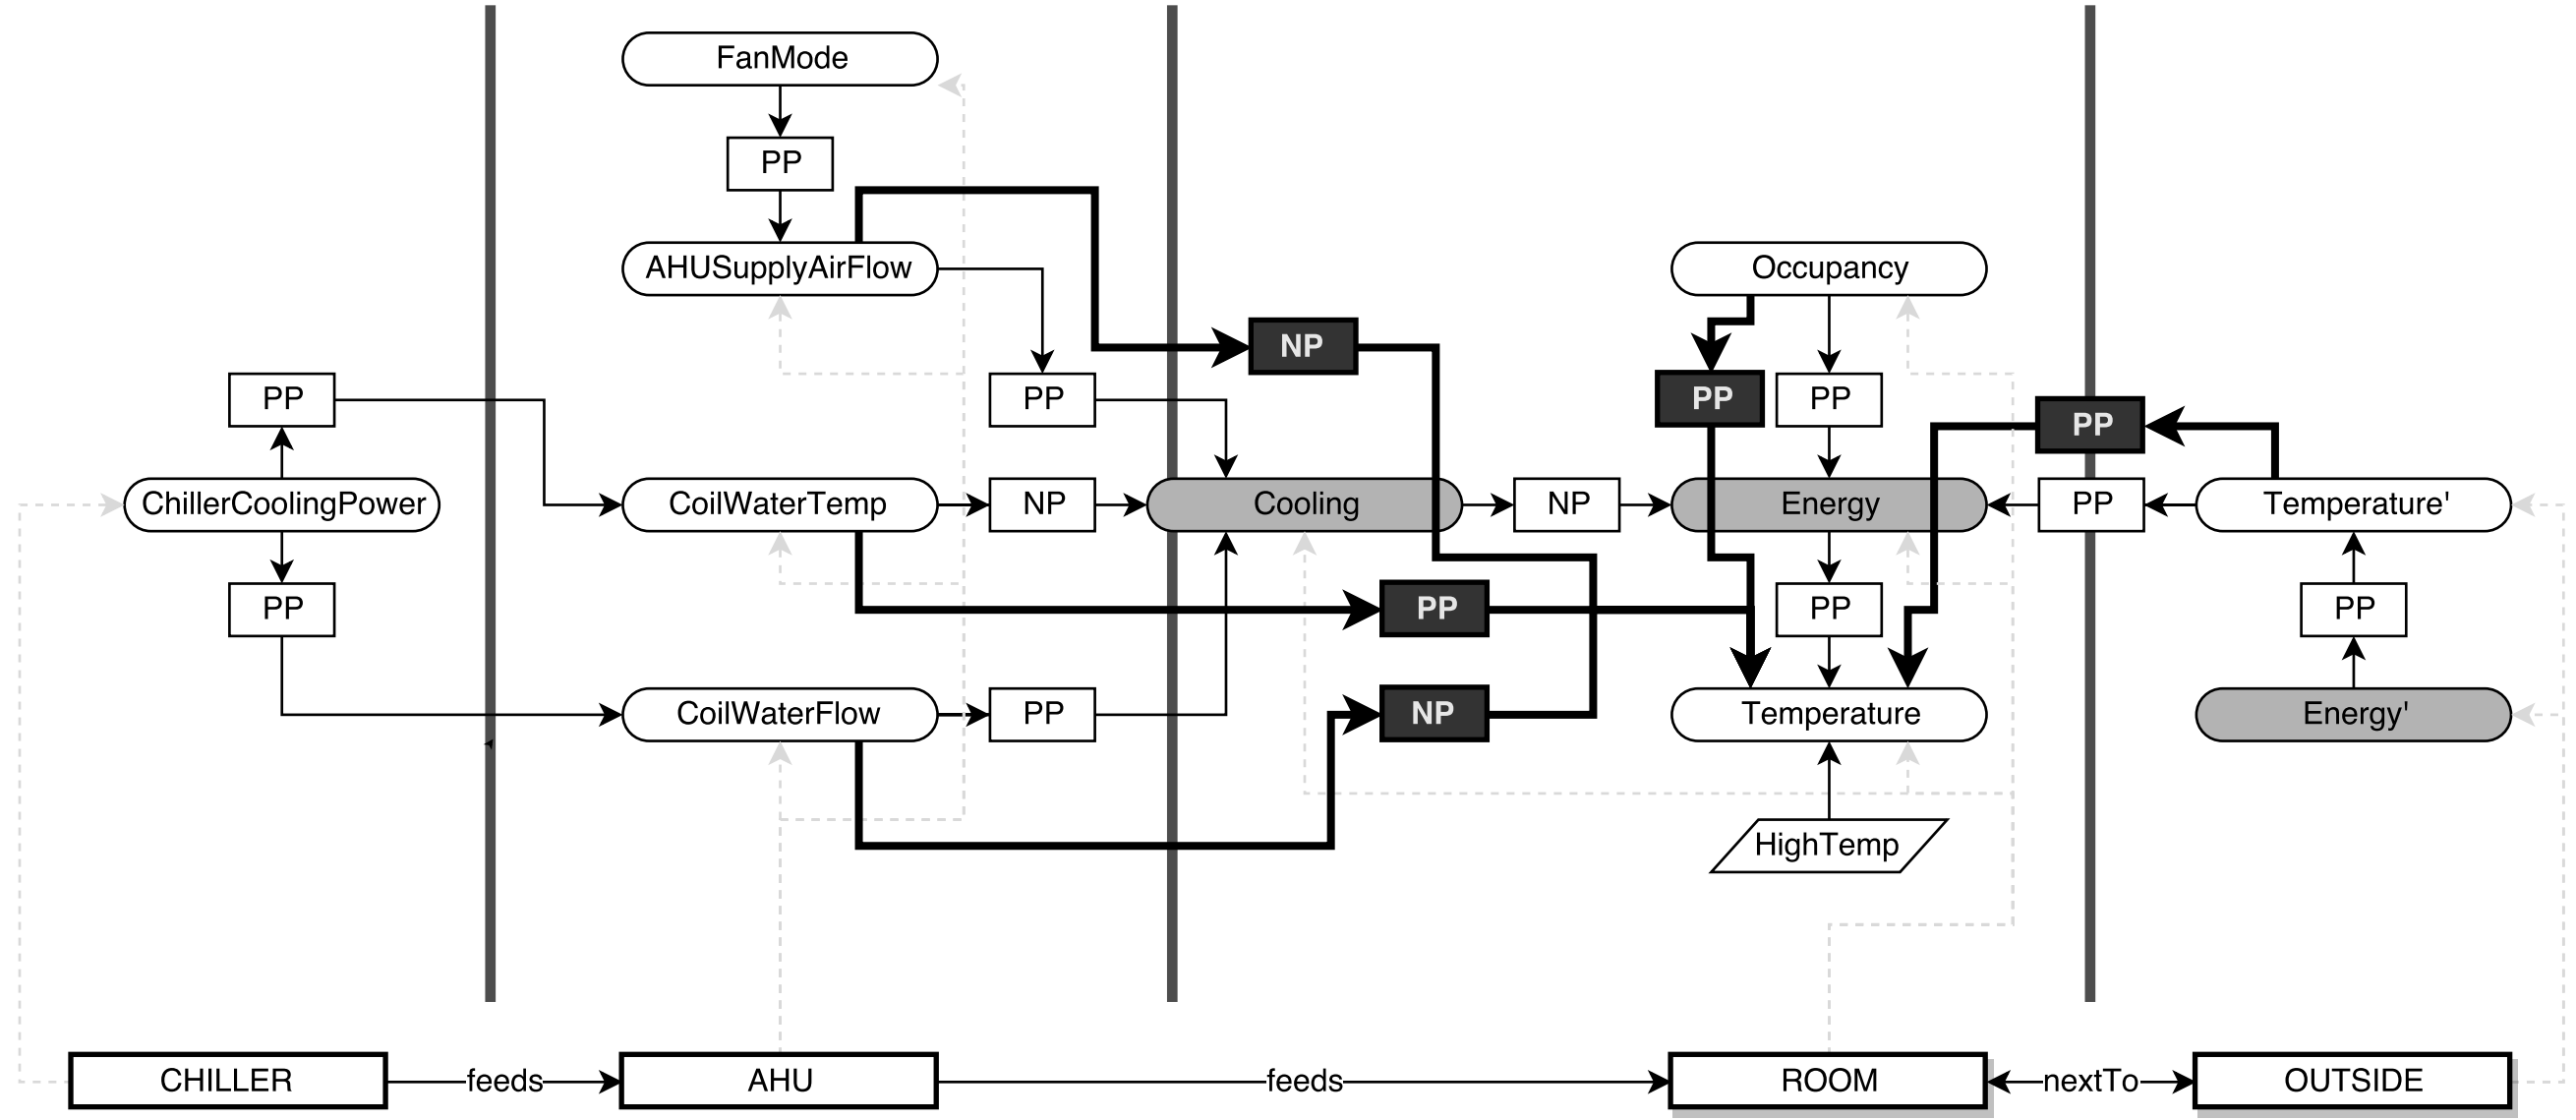 FanMode
PP
AHUSupplyAirFlow
Occupancy
NP
PP
PP
PP
PP
PP
ChillerCoolingPower
CoilWaterTemp
NP
Cooling
NP
Energy
PP
Temperature'
PP
PP
PP
PP
CoilWaterFlow
PP
NP
Temperature
Energy'
HighTemp
CHILLER
feeds
AHU
feeds
ROOM
nextTo
OUTSIDE